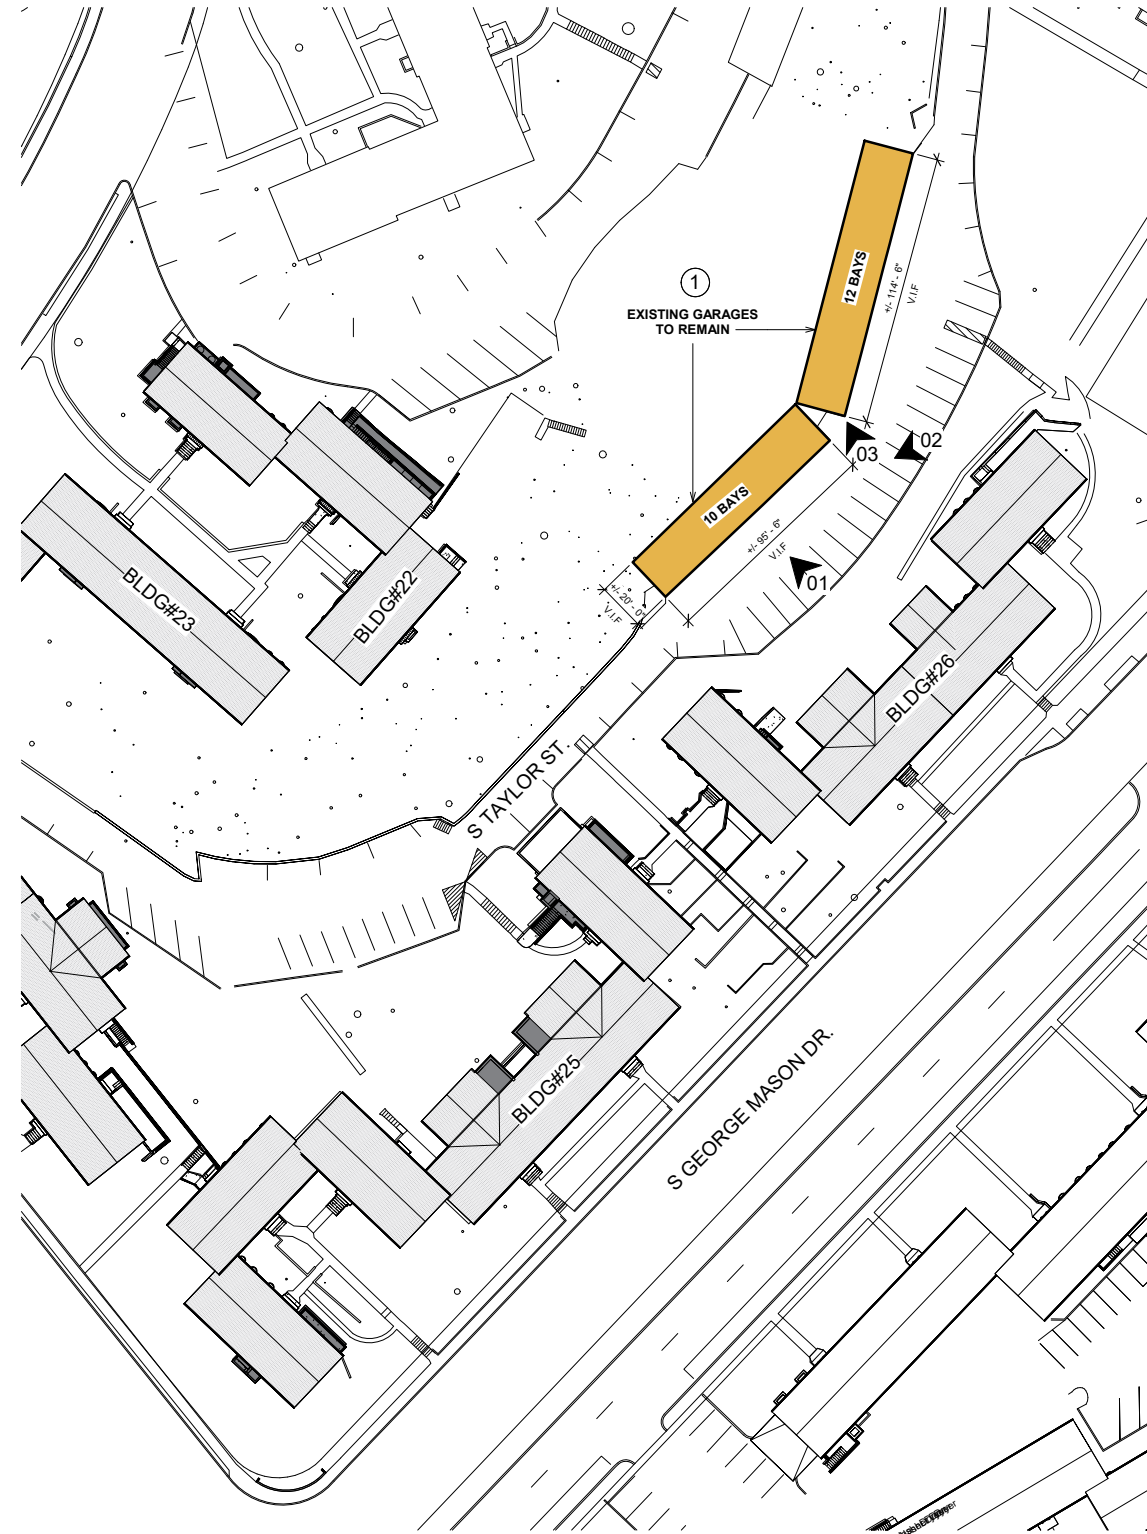 1
EXISTING GARAGES
TO REMAIN
12 BAYS
+/- 114' - 6"
V.I.F
02
03
10 BAYS
+/- 95' - 6"
V.I.F
01
+/- 20' - 0"
V.I.F
BLDG#23
BLDG#22
BLDG#26
S TAYLOR ST.
BLDG#25
S GEORGE MASON DR.